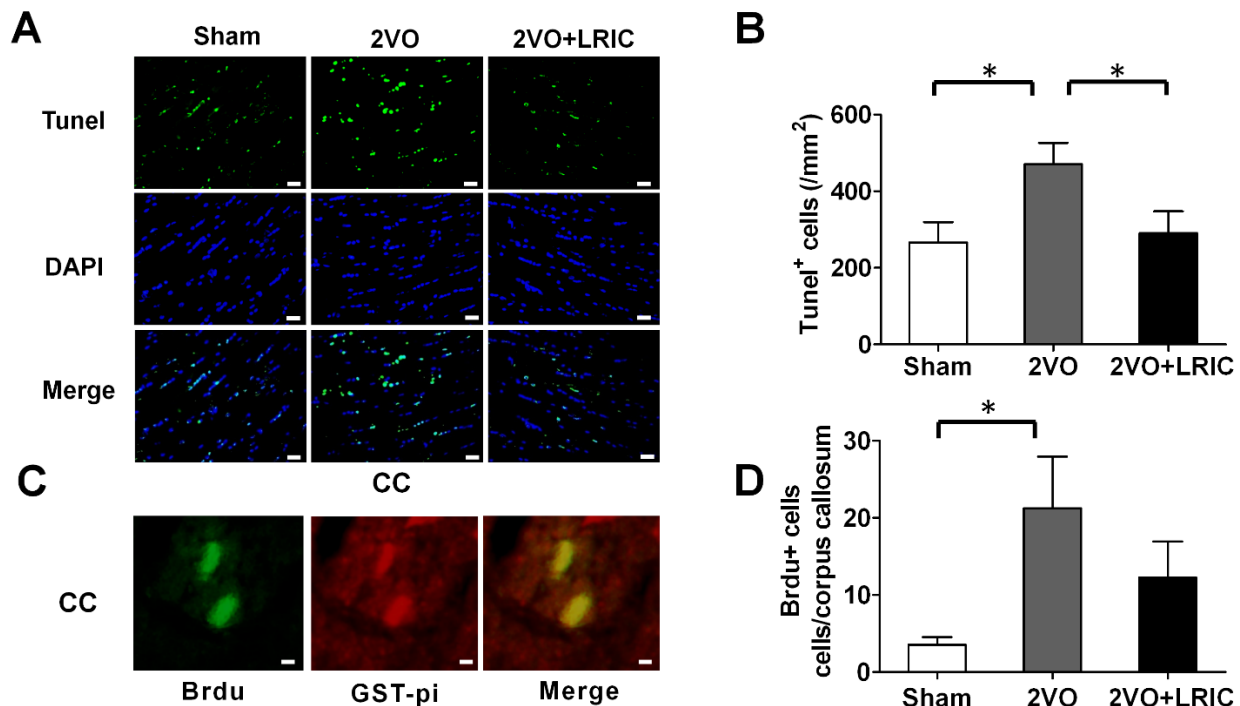 A
Sham
2VO
2VO+LRIC
Tunel
DAPI
Merge
CC
B
*
*
Tunel+ cells (/mm2)
600
400
200
0
Sham
2VO
2VO+LRIC
C
CC
Brdu
GST-pi
Merge
D
*
Brdu+ cells
cells/corpus callosum
30
20
10
0
Sham
2VO
2VO+LRIC